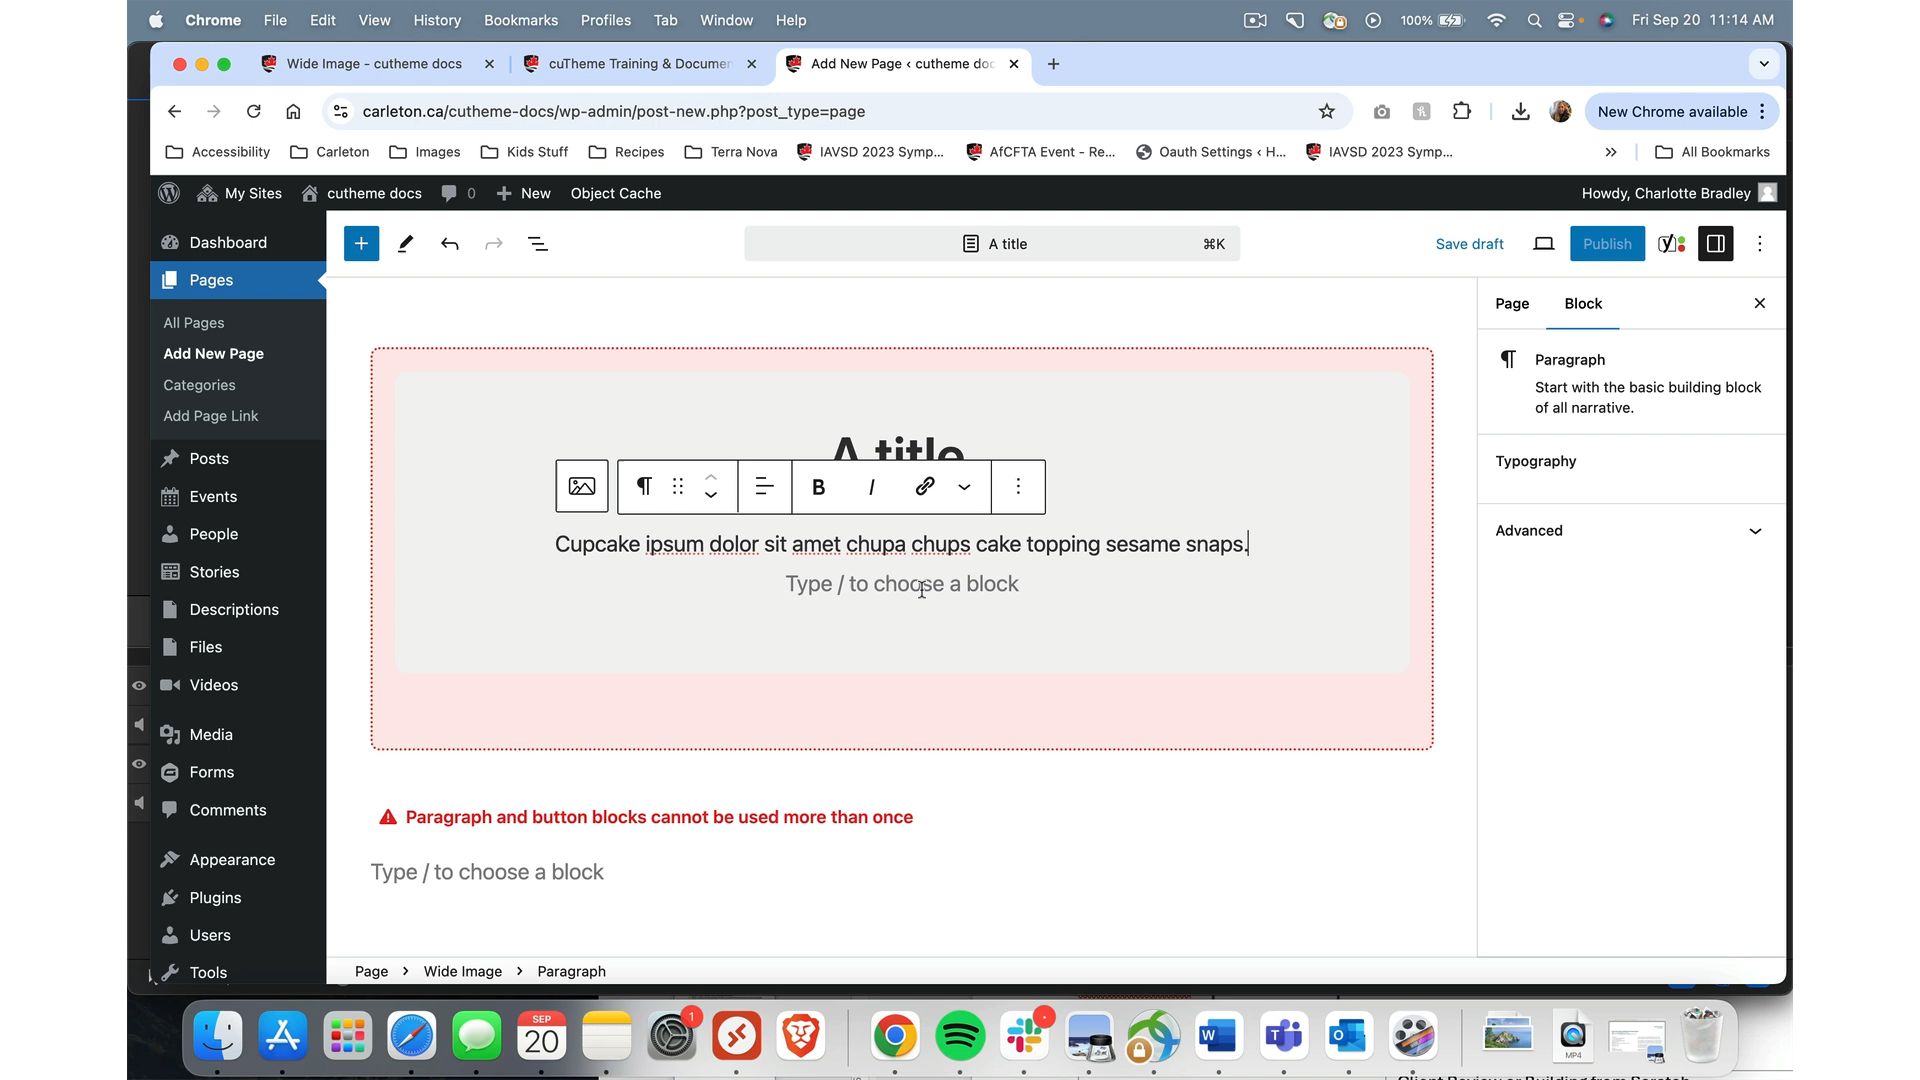 Chrome File Edit View History Bookmarks Profiles Tab Window Help 100% Fri Sep 20 11:14 AM
Wide Image - cutheme docs cuTheme Training & Documen Add New Page < cutheme doc
carleton.ca/cutheme-docs/wp-admin/post-new.php?post_type=page New Chrome available
Accessibility Carleton Images Kids Stuff Recipes Terra Nova IAVSD 2023 Symp... AfCFTA Event - Re... Oauth Settings < H... IAVSD 2023 Symp... » All Bookmarks
My Sites cutheme docs 0 New Object Cache Howdy, Charlotte Bradley
Dashboard
Pages
All Pages
Add New Page
Categories
Add Page Link
Posts
Events
People
Stories
Descriptions
Files
Videos
Media
Forms
Comments
Appearance
Plugins
Users
Tools
A title ⌘K Save draft Publish
A title
B I
Cupcake ipsum dolor sit amet chupa chups cake topping sesame snaps.
Type / to choose a block
Paragraph and button blocks cannot be used more than once
Type / to choose a block
Page Block
Paragraph
Start with the basic building block
of all narrative.
Typography
Advanced
Page > Wide Image > Paragraph
SEP
20
1
MP4